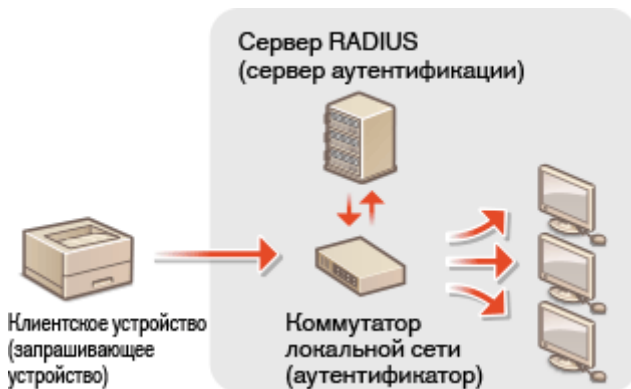 Сервер RADIUS
(сервер аутентификации)
Клиентское устройство
(запрашивающее
устройство)
Коммутатор
локальной сети
(аутентификатор)